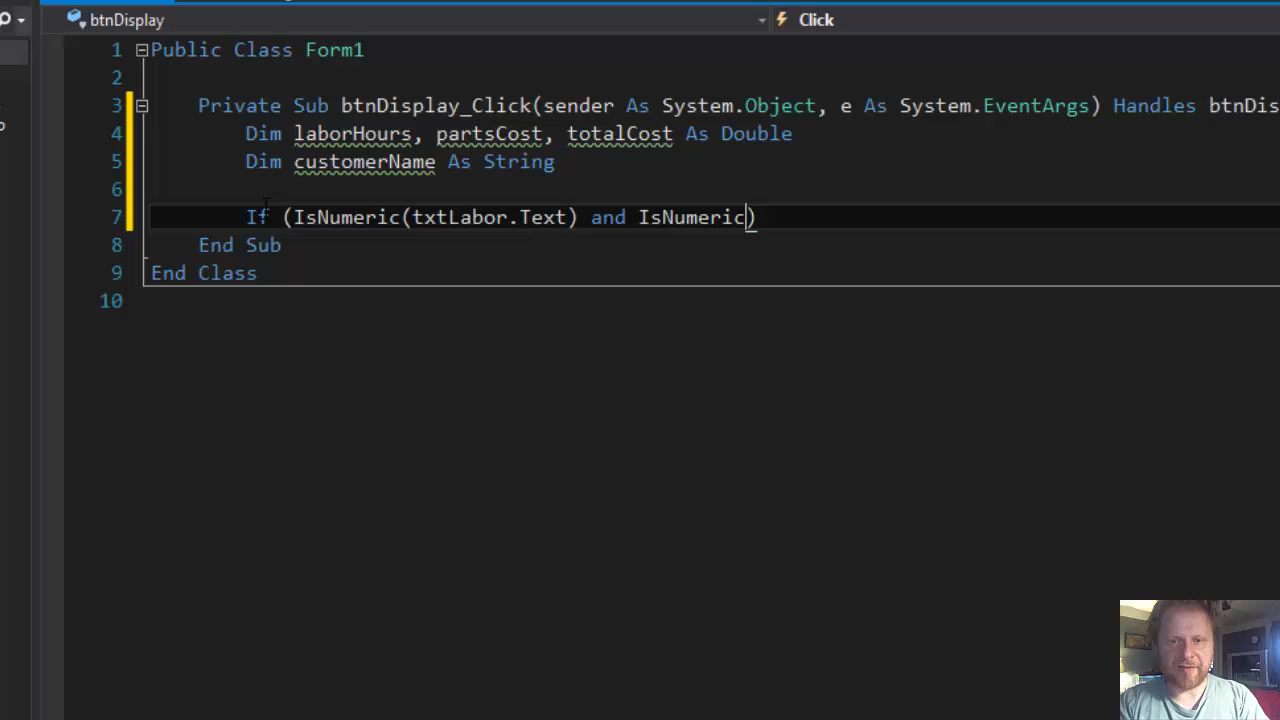 btnDisplay Click
1 Public Class Form1
2
3 Private Sub btnDisplay_Click(sender As System.Object, e As System.EventArgs) Handles btnDis
4 Dim laborHours, partsCost, totalCost As Double
5 Dim customerName As String
6
7 If (IsNumeric(txtLabor.Text) and IsNumeric)
8 End Sub
9 End Class
10